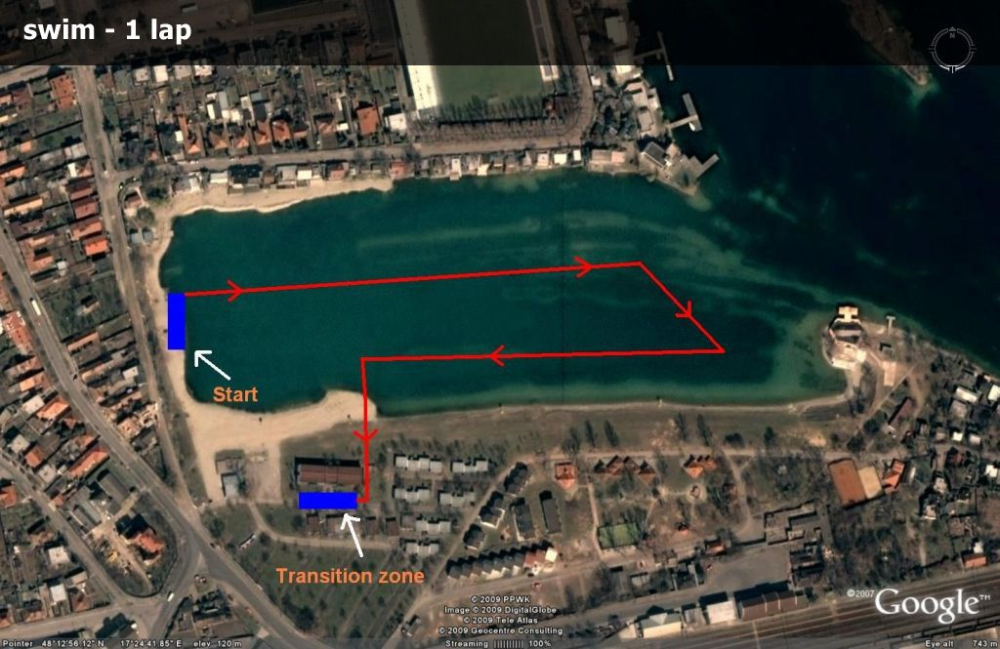 swim - 1 lap
N
Start
Transition zone
© 2009 PPWK
Image © 2009 DigitalGlobe
© 2009 Tele Atlas
© 2009 Geocentre Consulting
©2007 Google™
Pointer 48°12'56.12" N 17°24'41.85" E elev 120 m Streaming |||||||||| 100% Eye alt 743 m